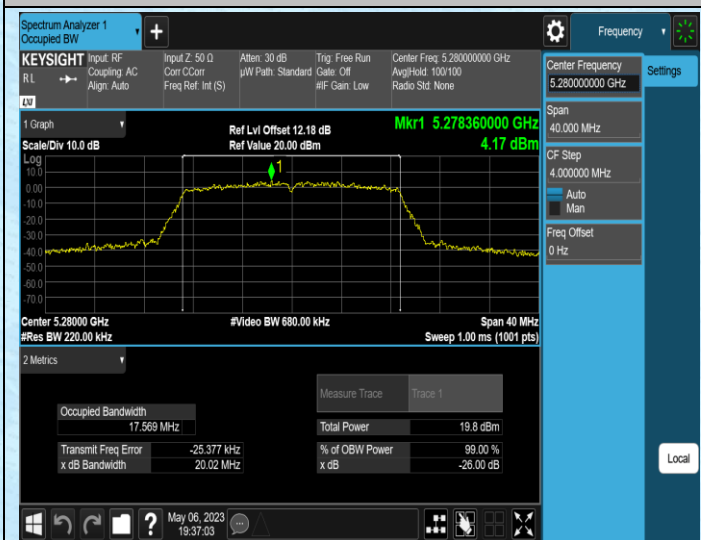 Spectrum Analyzer 1
Occupied BW
Frequency
KEYSIGHT
RL
LXI
Input: RF
Coupling: AC
Align: Auto
Input Z: 50 Ω
Corr CCorr
Freq Ref: Int (S)
Atten: 30 dB
µW Path: Standard
Trig: Free Run
Gate: Off
#IF Gain: Low
Center Freq: 5.280000000 GHz
Avg|Hold: 100/100
Radio Std: None
Center Frequency
5.280000000 GHz
Settings
Span
40.000 MHz
CF Step
4.000000 MHz
Auto
Man
Freq Offset
0 Hz
1 Graph
Scale/Div 10.0 dB
Ref Lvl Offset 12.18 dB
Ref Value 20.00 dBm
Mkr1 5.278360000 GHz
4.17 dBm
Log
10.0
0.00
-10.0
-20.0
-30.0
-40.0
-50.0
-60.0
-70.0
1
Center 5.28000 GHz
#Video BW 680.00 kHz
Span 40 MHz
#Res BW 220.00 kHz
Sweep 1.00 ms (1001 pts)
2 Metrics
Measure Trace Trace 1
Occupied Bandwidth
17.569 MHz
Total Power 19.8 dBm
Transmit Freq Error -25.377 kHz
% of OBW Power 99.00 %
x dB Bandwidth 20.02 MHz
x dB -26.00 dB
Local
?
May 06, 2023
19:37:03